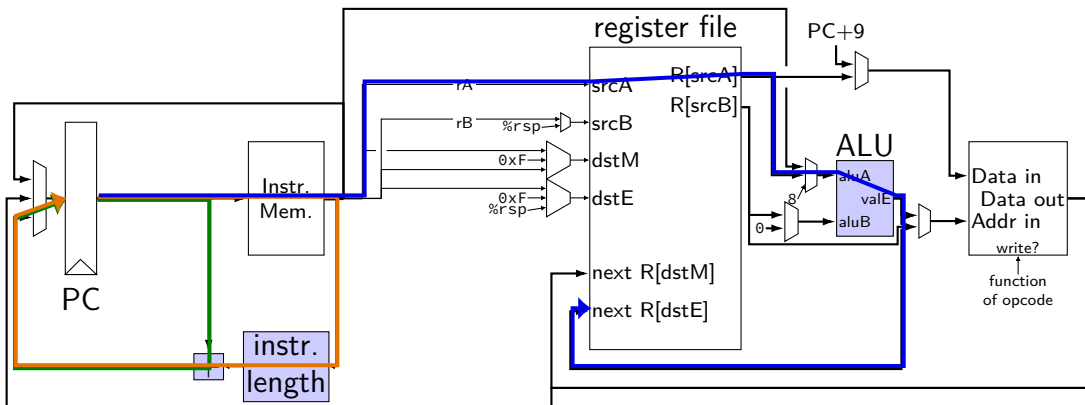 register file
PC+9
R[srcA]
rA
srcA
R[srcB]
rB
%rsp
srcB
ALU
Instr.
Mem.
0xF
dstM
aluA
Data in
valE
Data out
0xF
%rsp
dstE
8
0
aluB
Addr in
write?
function
of opcode
PC
next R[dstM]
next R[dstE]
instr.
length
+